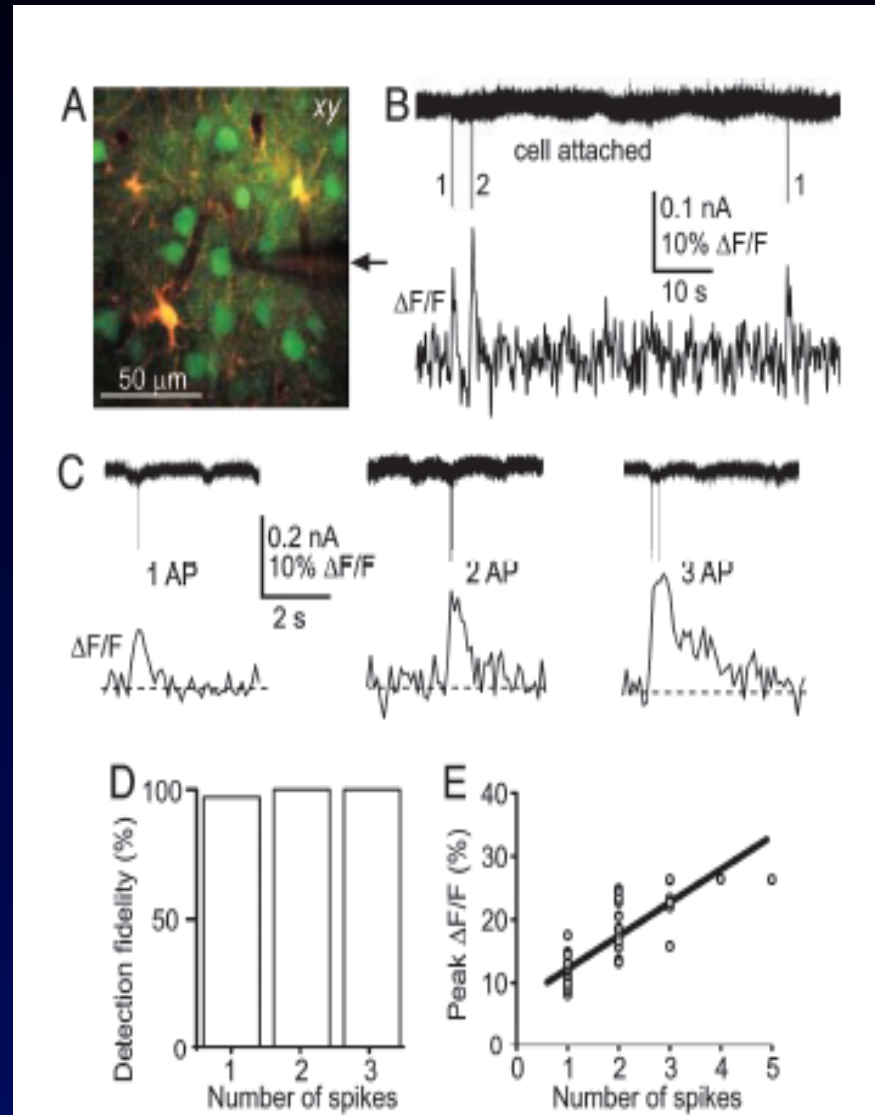 A
xy
50 μm
B
cell attached
1 2 1
0.1 nA
10% ΔF/F
10 s
ΔF/F
C
1 AP
0.2 nA
10% ΔF/F
2 s
2 AP
3 AP
ΔF/F
D
Detection fidelity (%)
100
50
0
1 2 3
Number of spikes
E
Peak ΔF/F (%)
40
30
20
10
0
0 1 2 3 4 5
Number of spikes